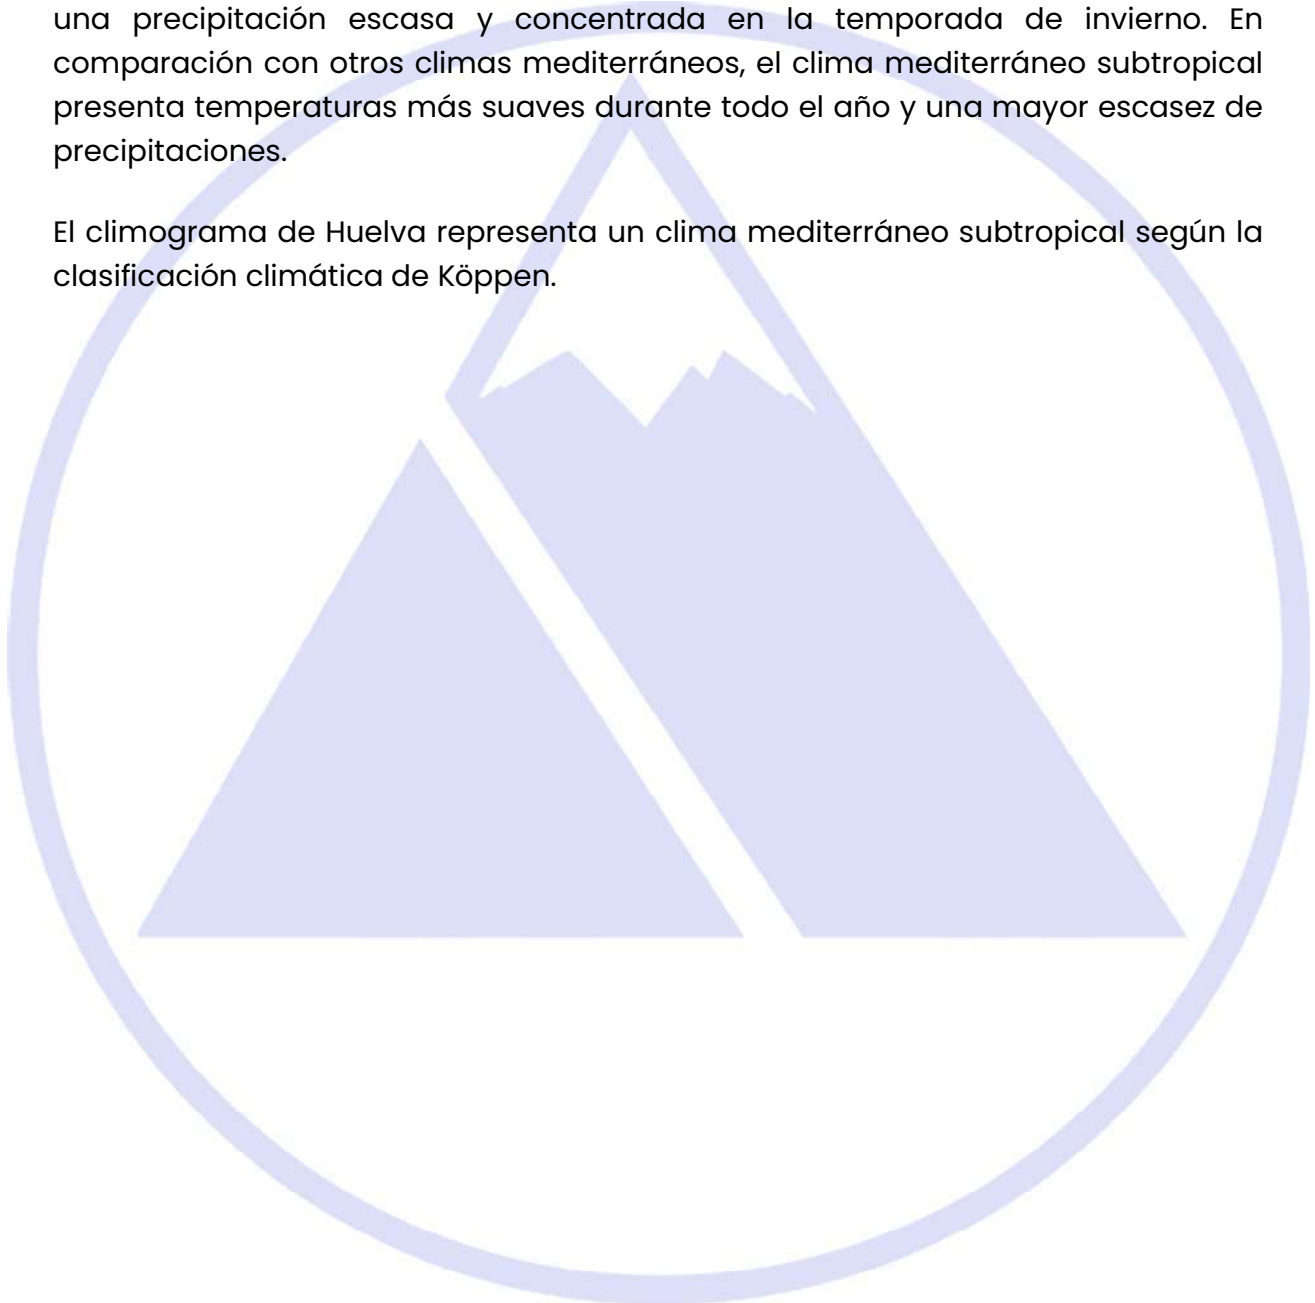 una precipitación escasa y concentrada en la temporada de invierno. En
comparación con otros climas mediterráneos, el clima mediterráneo subtropical
presenta temperaturas más suaves durante todo el año y una mayor escasez de
precipitaciones.
El climograma de Huelva representa un clima mediterráneo subtropical según la
clasificación climática de Köppen.